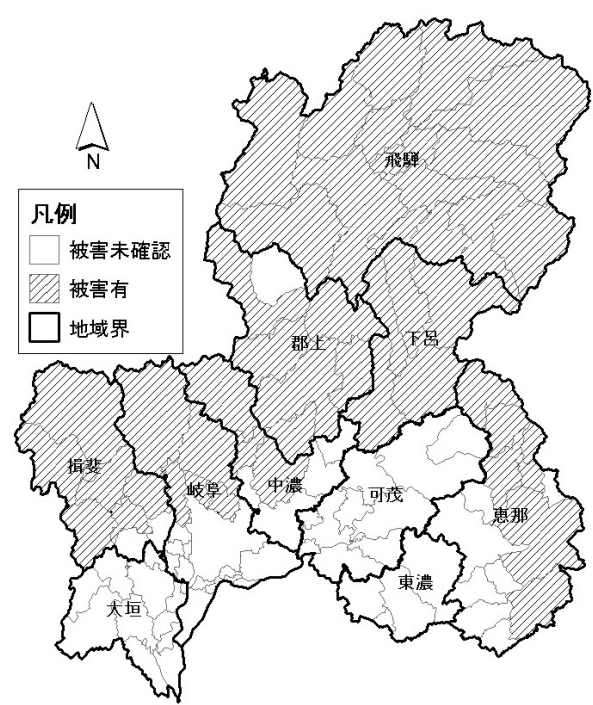 飛騨
N
凡例
被害未確認
被害有
地域界
郡上
下呂
揖斐
岐阜
中濃
可茂
恵那
東濃
大垣